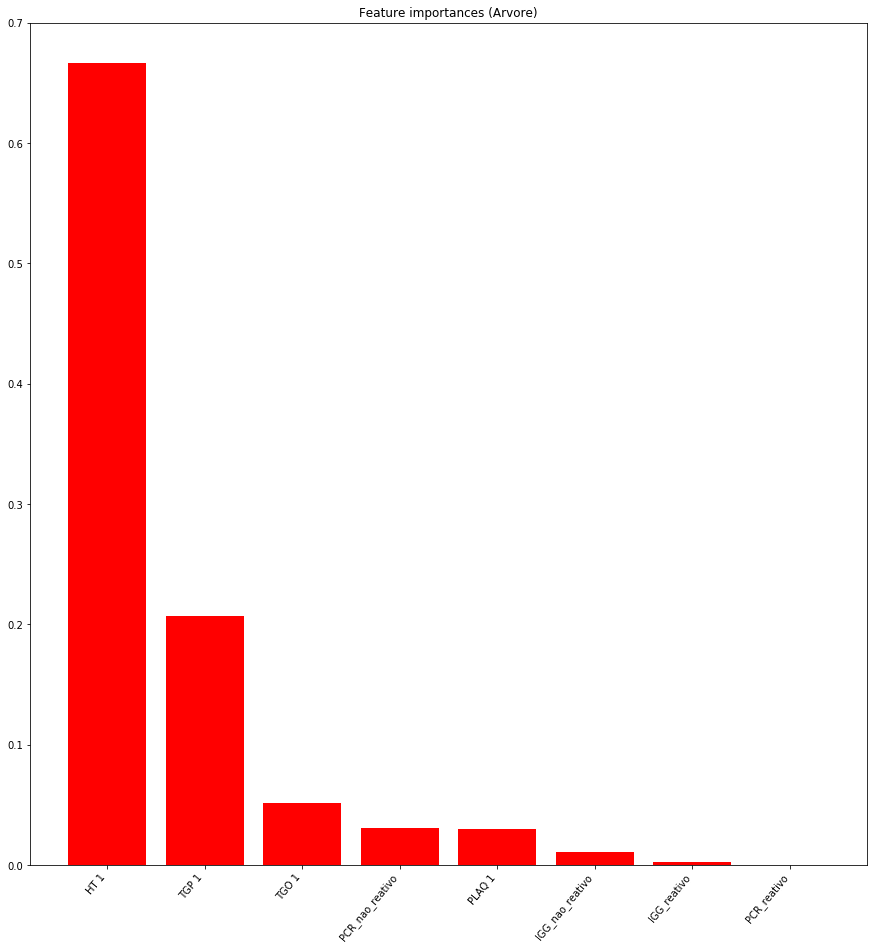 Feature importances (Arvore)
0.7
0.6
0.5
0.4
0.3
0.2
0.1
0.0
HT 1
TGP 1
TGO 1
PCR_nao_reativo
PLAQ 1
IGG_nao_reativo
IGG_reativo
PCR_reativo